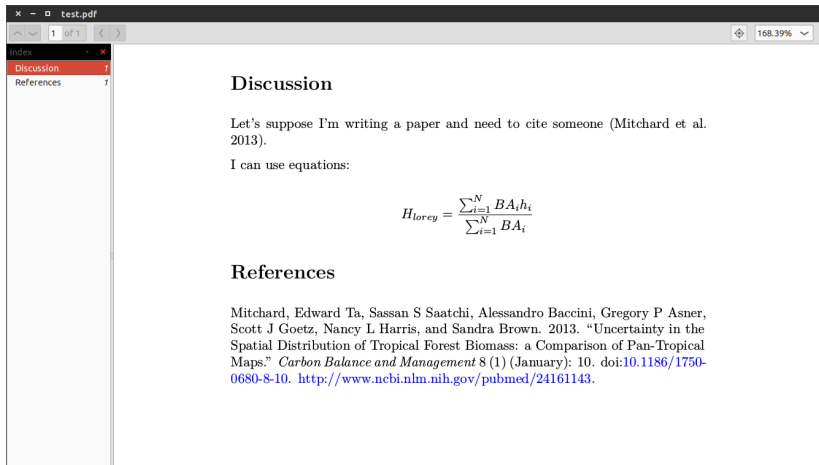 test.pdf
1 of 1
168.39%
Index
Discussion 1
References 1
Discussion
Let's suppose I'm writing a paper and need to cite someone (Mitchard et al.
2013).
I can use equations:
H_{lorey} = \frac{\sum_{i=1}^{N} BA_i h_i}{\sum_{i=1}^{N} BA_i}
References
Mitchard, Edward Ta, Sassan S Saatchi, Alessandro Baccini, Gregory P Asner,
Scott J Goetz, Nancy L Harris, and Sandra Brown. 2013. “Uncertainty in the
Spatial Distribution of Tropical Forest Biomass: a Comparison of Pan-Tropical
Maps.” Carbon Balance and Management 8 (1) (January): 10. doi:10.1186/1750-
0680-8-10. http://www.ncbi.nlm.nih.gov/pubmed/24161143.